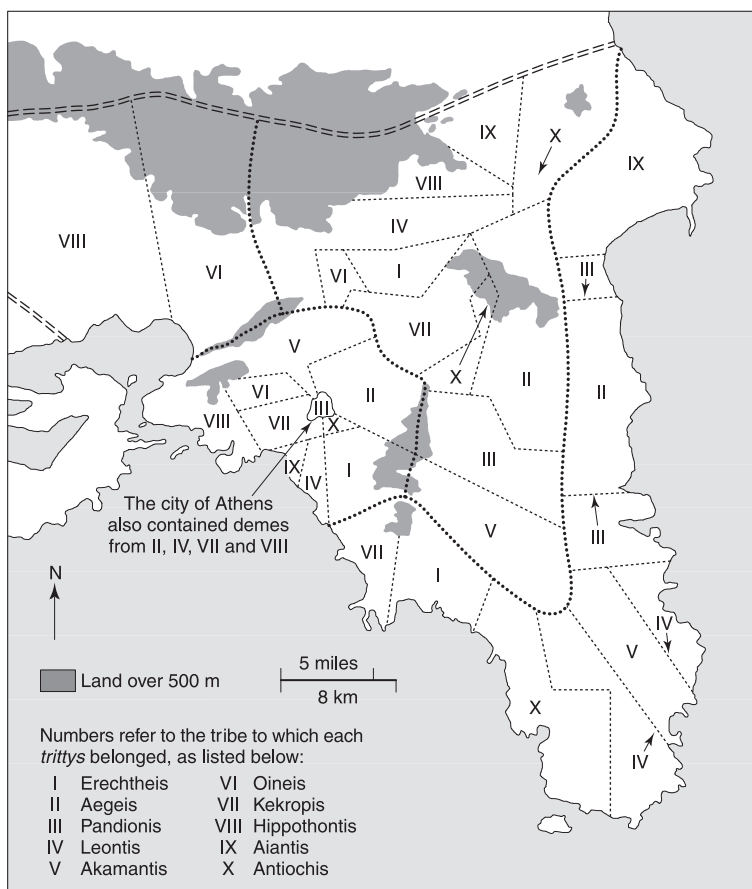 IX
X
IX
VIII
IV
VIII
VI
VI
I
III
VII
V
X
II
II
VI
II
III
VIII
VII
X
III
IX
IV
I
The city of Athens
also contained demes
from II, IV, VII and VIII
V
III
VII
I
N
IV
V
5 miles
Land over 500 m
8 km
X
IV
Numbers refer to the tribe to which each
trittys belonged, as listed below:
I Erechtheis VI Oineis
II Aegeis VII Kekropis
III Pandionis VIII Hippothontis
IV Leontis IX Aiantis
V Akamantis X Antiochis